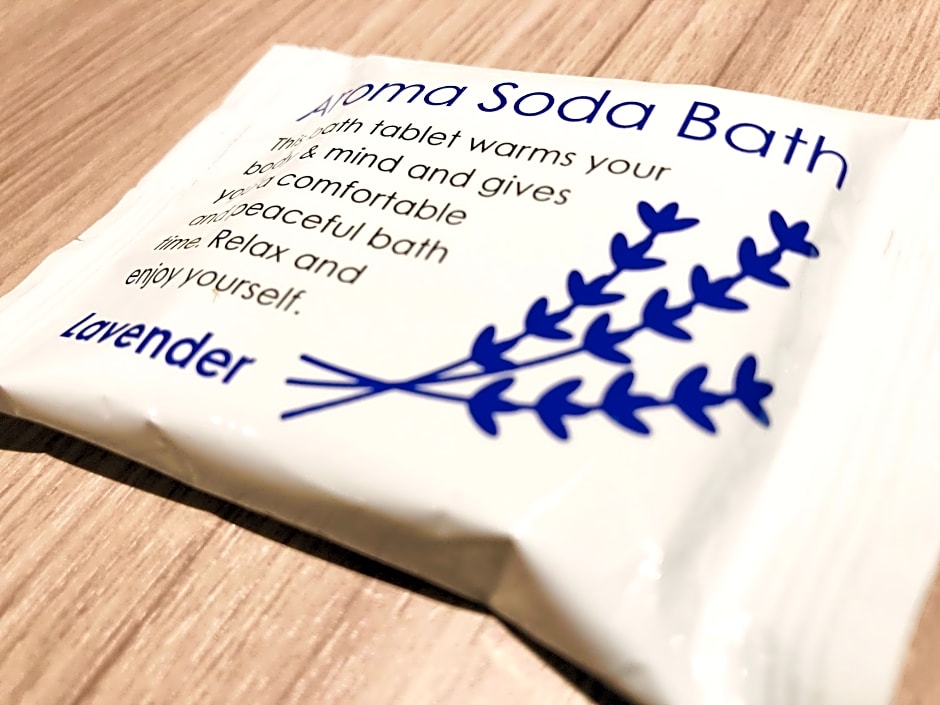 Aroma Soda Bath
This bath tablet warms your
body & mind and gives
you a comfortable
and peaceful bath
time. Relax and
enjoy yourself.
Lavender